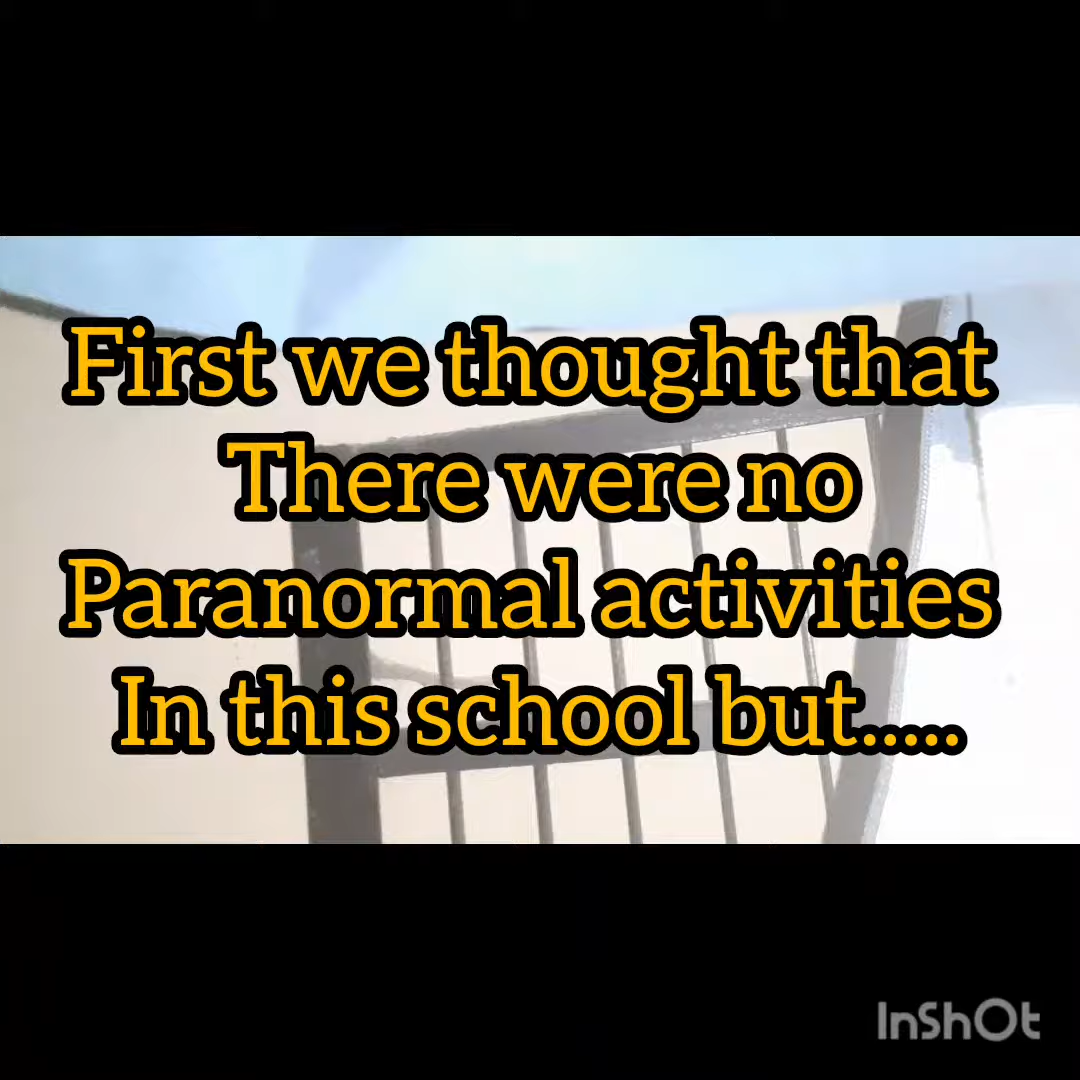 First we thought that
There were no
Paranormal activities
In this school but.....
InShOt